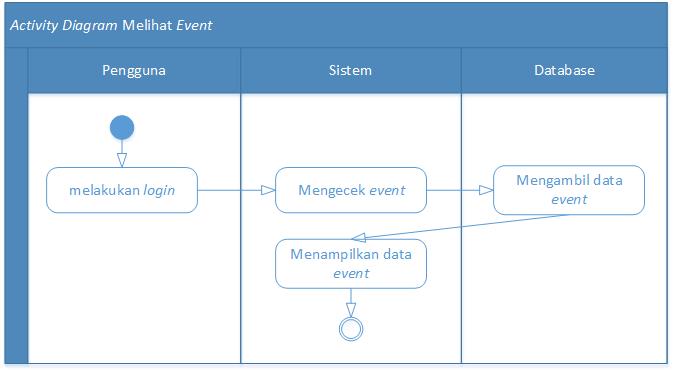 Activity Diagram Melihat Event
Pengguna
Sistem
Database
melakukan login
Mengecek event
Mengambil data
event
Menampilkan data
event